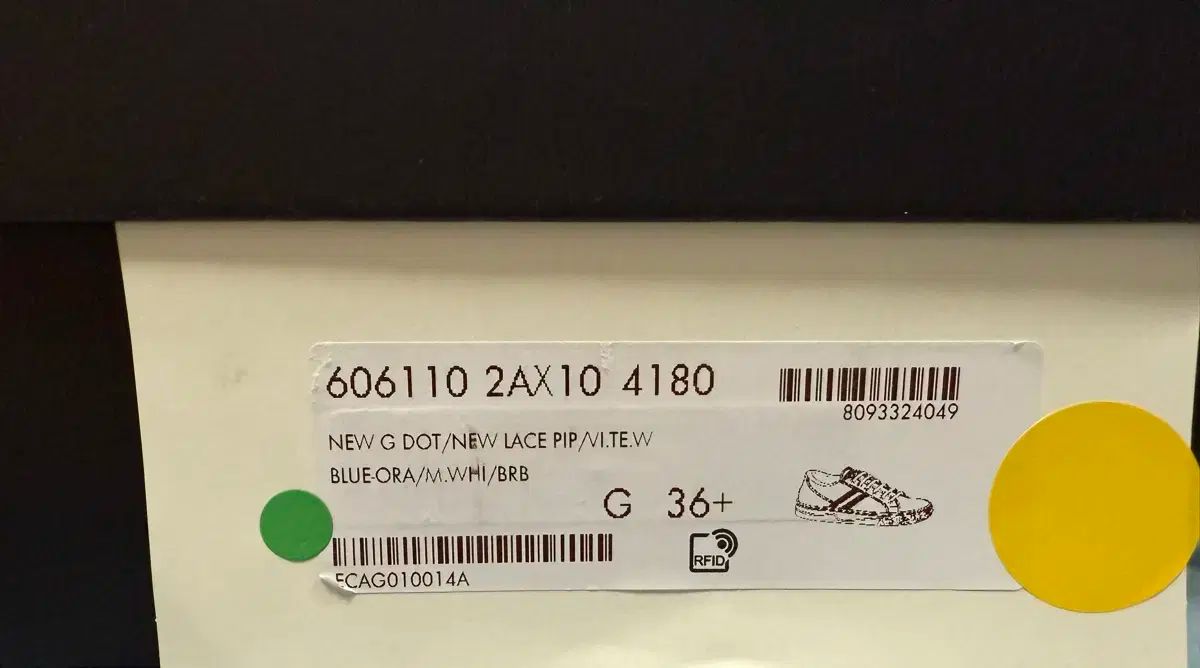 606110 2AX10 4180
8093324049
NEW G DOT/NEW LACE PIP/VI.TE.W
BLUE-ORA/M.WHI/BRB
G 36+
RFID
ECAG010014A